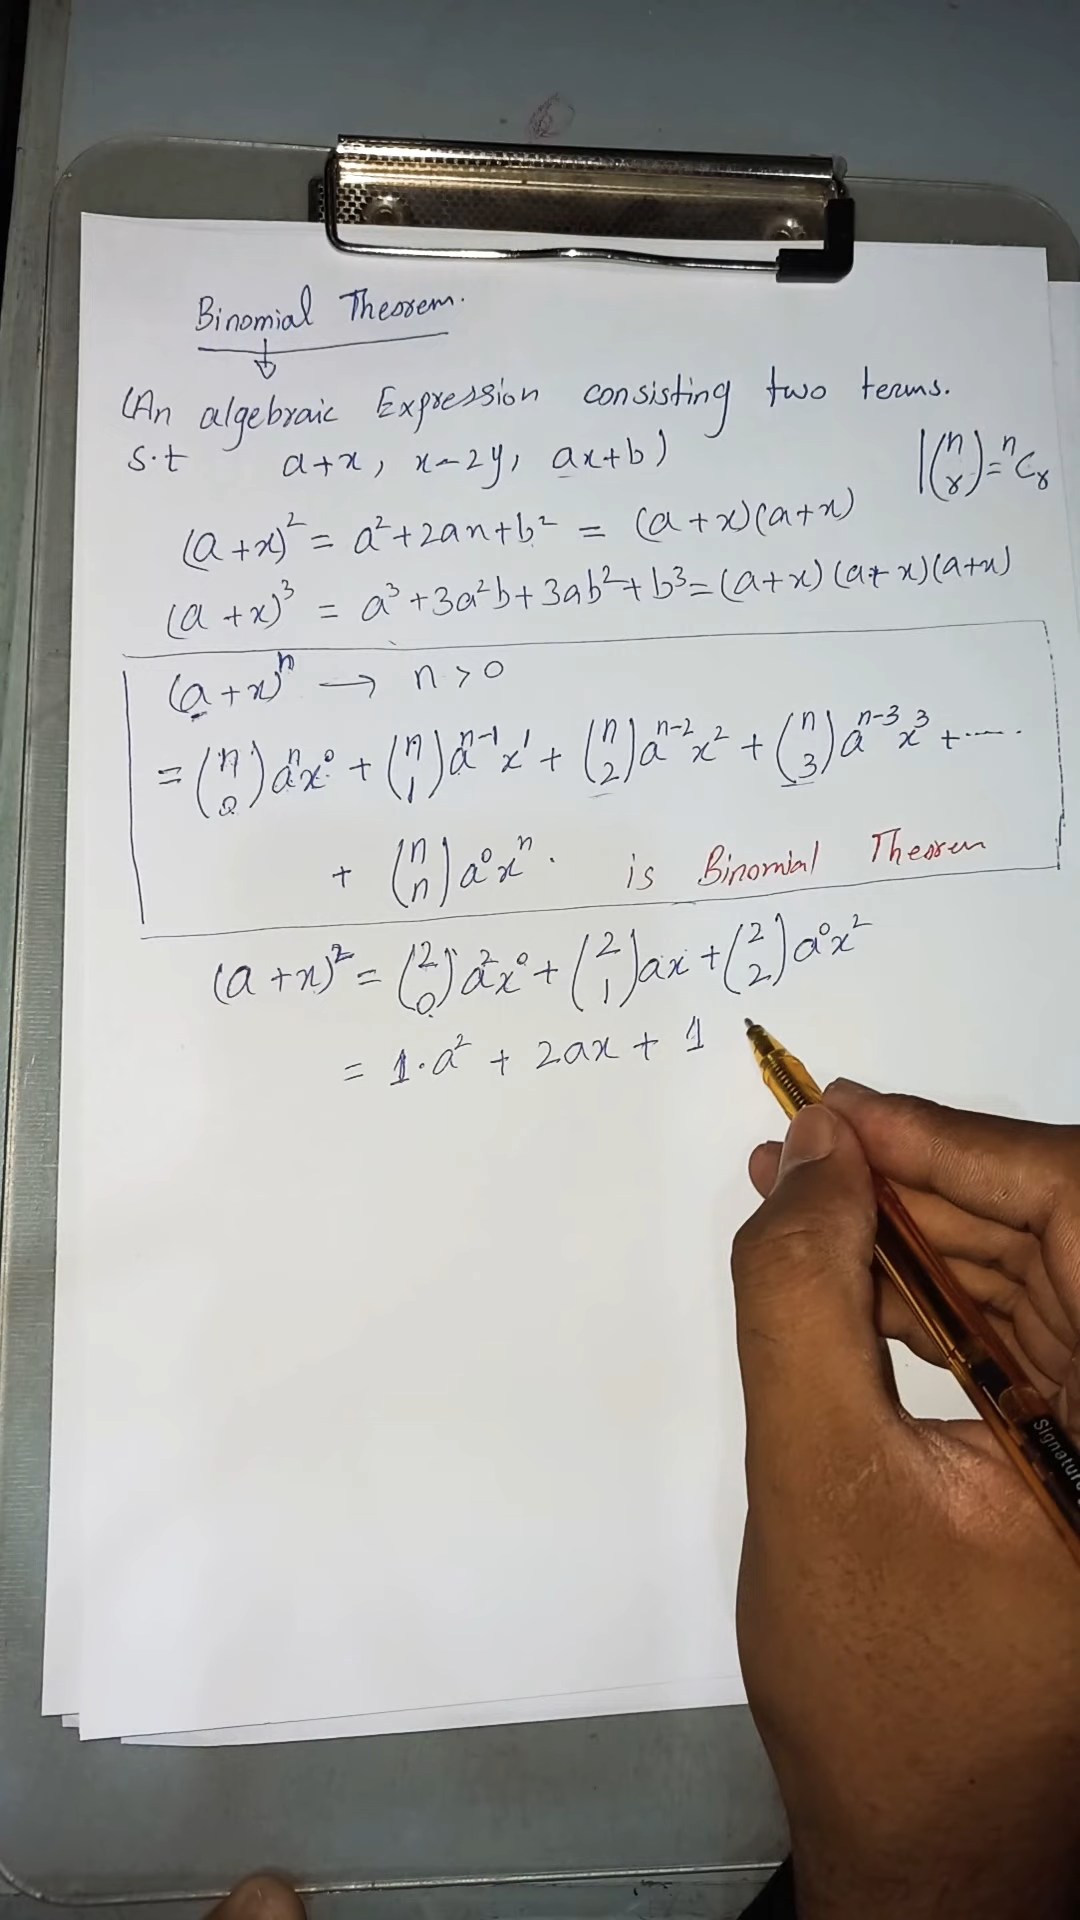 Binomial Theorem.
(An algebraic Expression consisting two terms.
s.t a+x, x-2y, ax+b)
(n r) = ⁿCᵣ
(a+x)² = a²+2ax+b² = (a+x)(a+x)
(a+x)³ = a³+3a²b+3ab²+b³ = (a+x)(a+x)(a+x)
(a+x)ⁿ → n > 0
= (n 0) aⁿx⁰ + (n 1) aⁿ⁻¹x¹ + (n 2) aⁿ⁻²x² + (n 3) aⁿ⁻³x³ + .....
+ (n n) a⁰xⁿ. is Binomial Theorem
(a+x)² = (2 0) a²x⁰ + (2 1) ax + (2 2) a⁰x²
= 1·a² + 2ax + 1
Signature